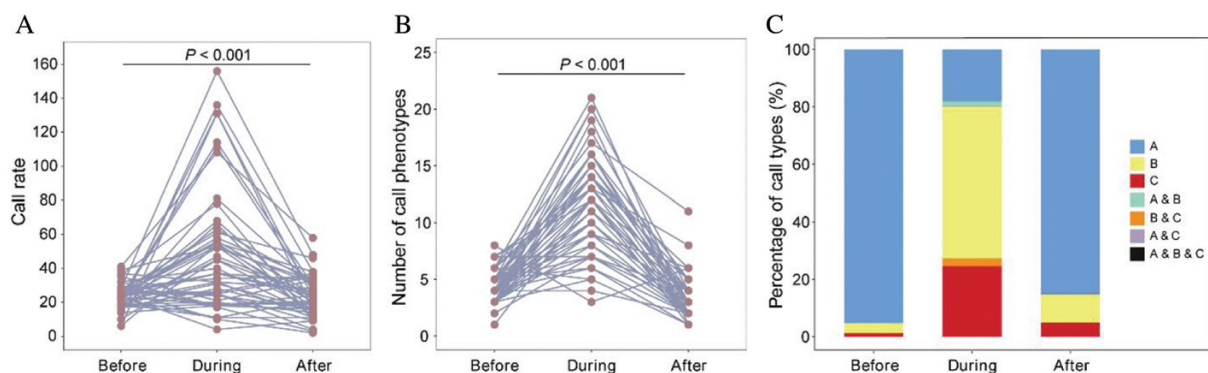 A
P < 0.001
Call rate
160
140
120
100
80
60
40
20
0
Before During After
B
P < 0.001
Number of call phenotypes
25
20
15
10
5
0
Before During After
C
Percentage of call types (%)
100
80
60
40
20
0
Before During After
A
B
C
A & B
B & C
A & C
A & B & C